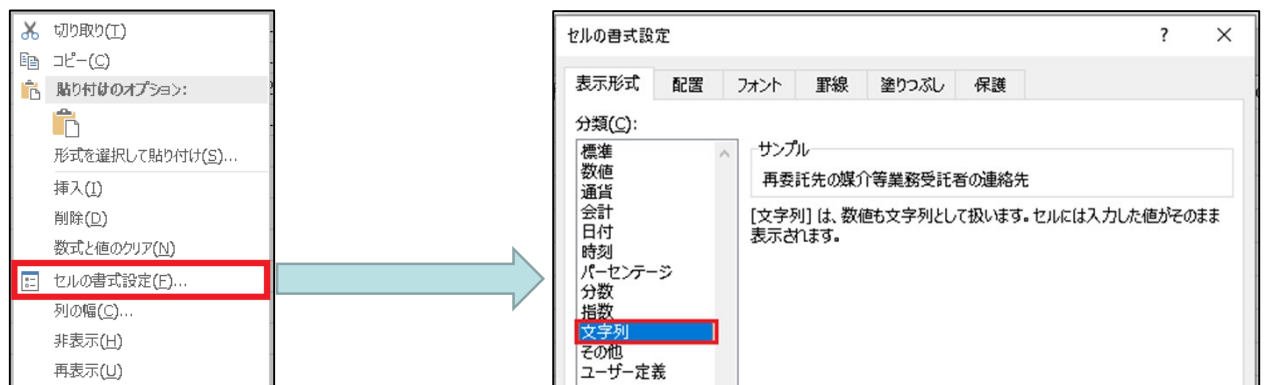 切り取り(T)
コピー(C)
貼り付けのオプション:
形式を選択して貼り付け(S)...
挿入(I)
削除(D)
数式と値のクリア(N)
セルの書式設定(F)...
列の幅(C)...
非表示(H)
再表示(U)
セルの書式設定
?
×
表示形式 配置 フォント 罫線 塗りつぶし 保護
分類(C):
標準
数値
通貨
会計
日付
時刻
パーセンテージ
分数
指数
文字列
その他
ユーザー定義
サンプル
再委託先の媒介等業務受託者の連絡先
[文字列] は、数値も文字列として扱います。セルには入力した値がそのまま
表示されます。